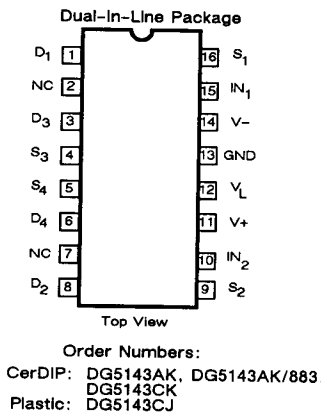 Dual-In-Line Package
D1 1 16 S1
NC 2 15 IN1
D3 3 14 V-
S3 4 13 GND
S4 5 12 VL
D4 6 11 V+
NC 7 10 IN2
D2 8 9 S2
Top View
Order Numbers:
CerDIP: DG5143AK, DG5143AK/883
DG5143CK
Plastic: DG5143CJ